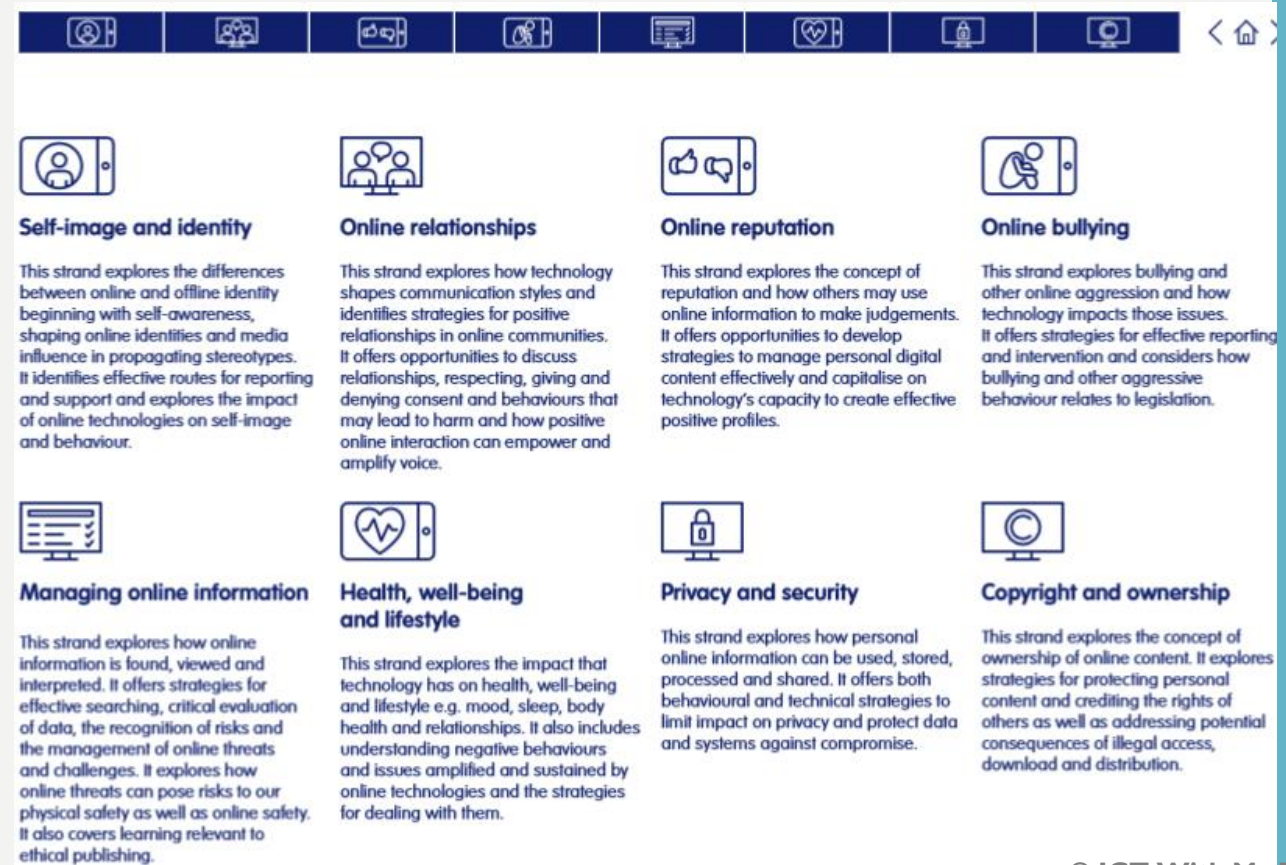 Self-image and identity
This strand explores the differences
between online and offline identity
beginning with self-awareness,
shaping online identities and media
influence in propagating stereotypes.
It identifies effective routes for reporting
and support and explores the impact
of online technologies on self-image
and behaviour.
Online relationships
This strand explores how technology
shapes communication styles and
identifies strategies for positive
relationships in online communities.
It offers opportunities to discuss
relationships, respecting, giving and
denying consent and behaviours that
may lead to harm and how positive
online interaction can empower and
amplify voice.
Online reputation
This strand explores the concept of
reputation and how others may use
online information to make judgements.
It offers opportunities to develop
strategies to manage personal digital
content effectively and capitalise on
technology's capacity to create effective
positive profiles.
Online bullying
This strand explores bullying and
other online aggression and how
technology impacts those issues.
It offers strategies for effective reporting
and intervention and considers how
bullying and other aggressive
behaviour relates to legislation.
Managing online information
This strand explores how online
information is found, viewed and
interpreted. It offers strategies for
effective searching, critical evaluation
of data, the recognition of risks and
the management of online threats
and challenges. It explores how
online threats can pose risks to our
physical safety as well as online safety.
It also covers learning relevant to
ethical publishing.
Health, well-being
and lifestyle
This strand explores the impact that
technology has on health, well-being
and lifestyle e.g. mood, sleep, body
health and relationships. It also includes
understanding negative behaviours
and issues amplified and sustained by
online technologies and the strategies
for dealing with them.
Privacy and security
This strand explores how personal
online information can be used, stored,
processed and shared. It offers both
behavioural and technical strategies to
limit impact on privacy and protect data
and systems against compromise.
Copyright and ownership
This strand explores the concept of
ownership of online content. It explores
strategies for protecting personal
content and crediting the rights of
others as well as addressing potential
consequences of illegal access,
download and distribution.